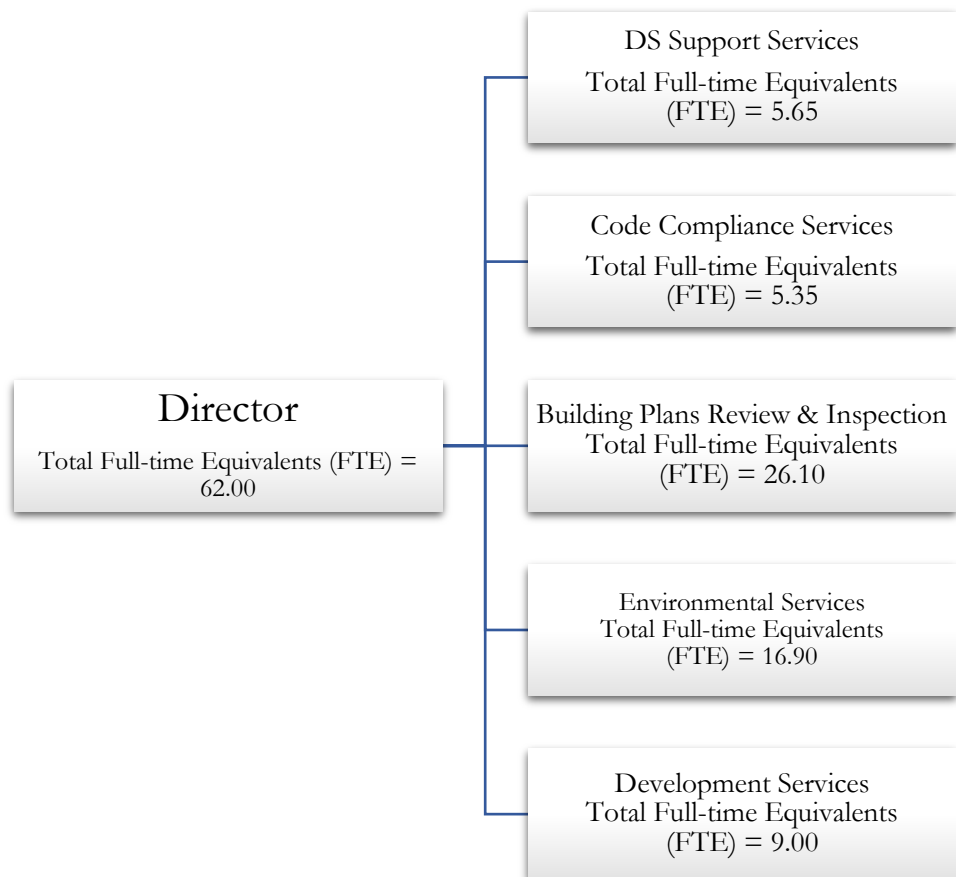 DS Support Services
Total Full-time Equivalents
(FTE) = 5.65
Code Compliance Services
Total Full-time Equivalents
(FTE) = 5.35
Director
Total Full-time Equivalents (FTE) =
62.00
Building Plans Review & Inspection
Total Full-time Equivalents
(FTE) = 26.10
Environmental Services
Total Full-time Equivalents
(FTE) = 16.90
Development Services
Total Full-time Equivalents
(FTE) = 9.00